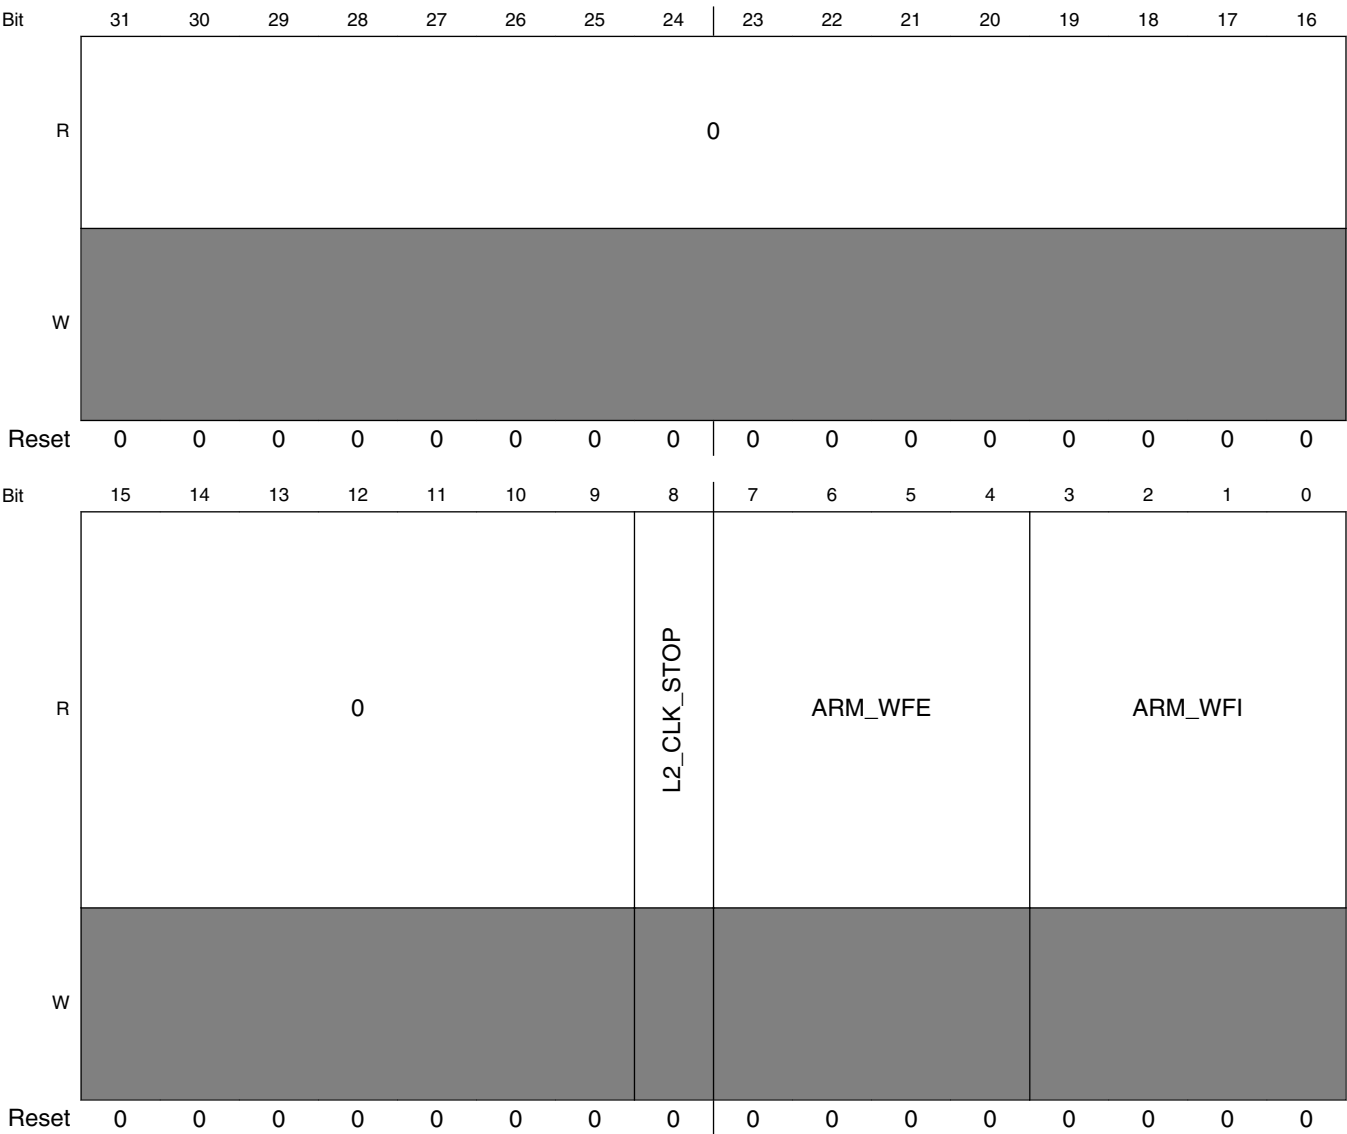 Bit 31 30 29 28 27 26 25 24 23 22 21 20 19 18 17 16
R 0
W
Reset 0 0 0 0 0 0 0 0 0 0 0 0 0 0 0 0
Bit 15 14 13 12 11 10 9 8 7 6 5 4 3 2 1 0
R 0 L2_CLK_STOP ARM_WFE ARM_WFI
W
Reset 0 0 0 0 0 0 0 0 0 0 0 0 0 0 0 0